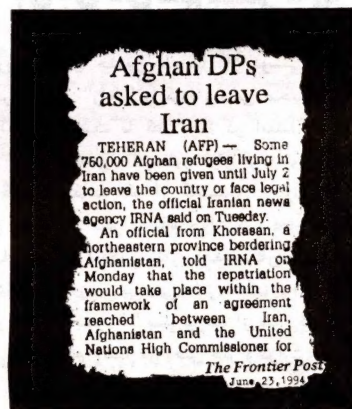 Afghan DPs
asked to leave
Iran
TEHERAN (AFP) — Some
750,000 Afghan refugees living in
Iran have been given until July 2
to leave the country or face legal
action, the official Iranian news
agency IRNA said on Tuesday.
An official from Khorasan, a
northeastern province bordering
Afghanistan, told IRNA on
Monday that the repatriation
would take place within the
framework of an agreement
reached between Iran,
Afghanistan and the United
Nations High Commissioner for
The Frontier Post
June 23,1994